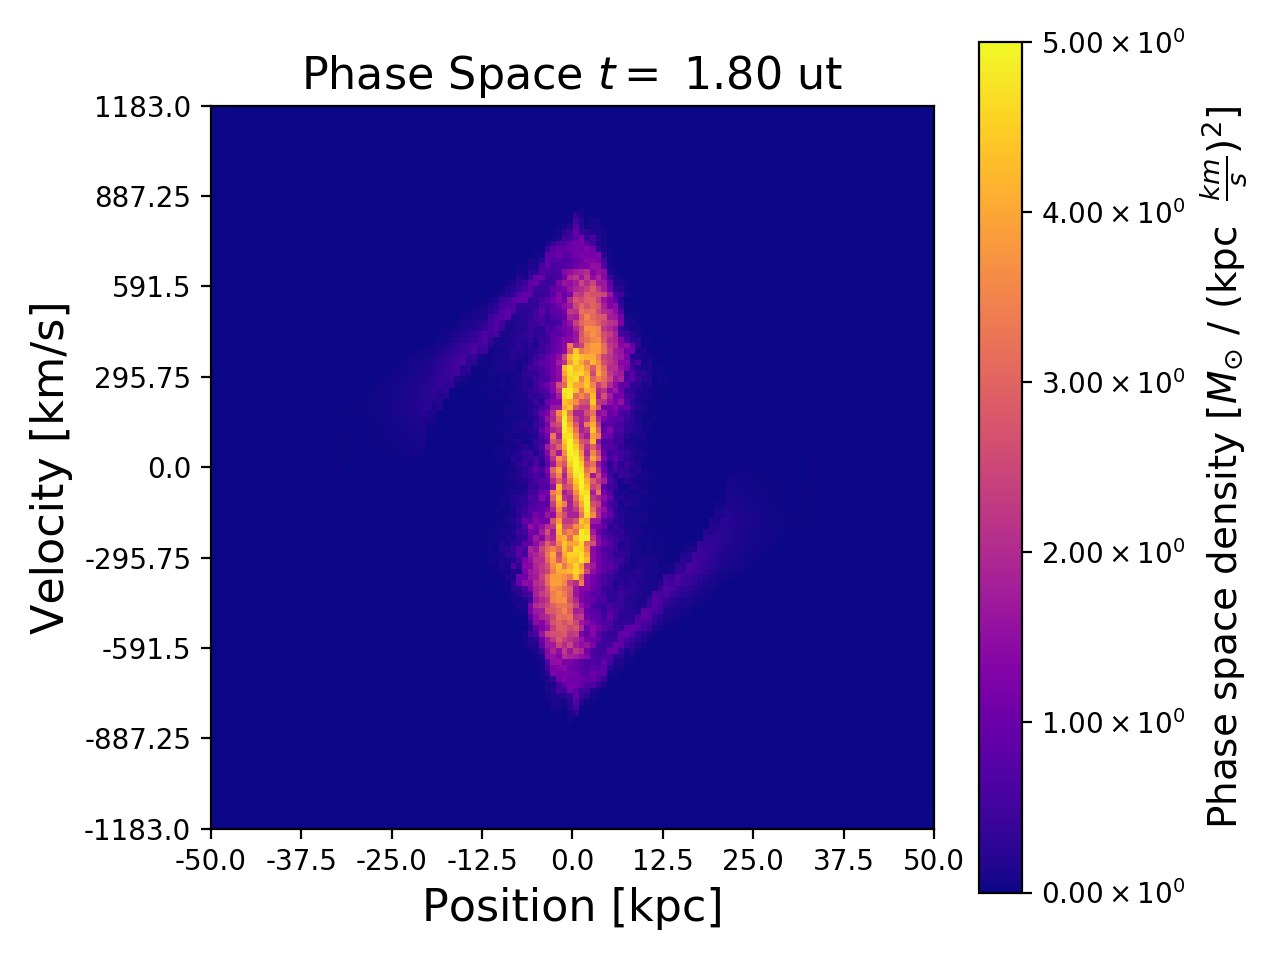 Phase Space t = 1.80 ut
1183.0
887.25
591.5
295.75
0.0
-295.75
-591.5
-887.25
-1183.0
Velocity [km/s]
-50.0 -37.5 -25.0 -12.5 0.0 12.5 25.0 37.5 50.0
Position [kpc]
5.00 × 10⁰
4.00 × 10⁰
3.00 × 10⁰
2.00 × 10⁰
1.00 × 10⁰
0.00 × 10⁰
Phase space density [M☉ / (kpc km/s)²]